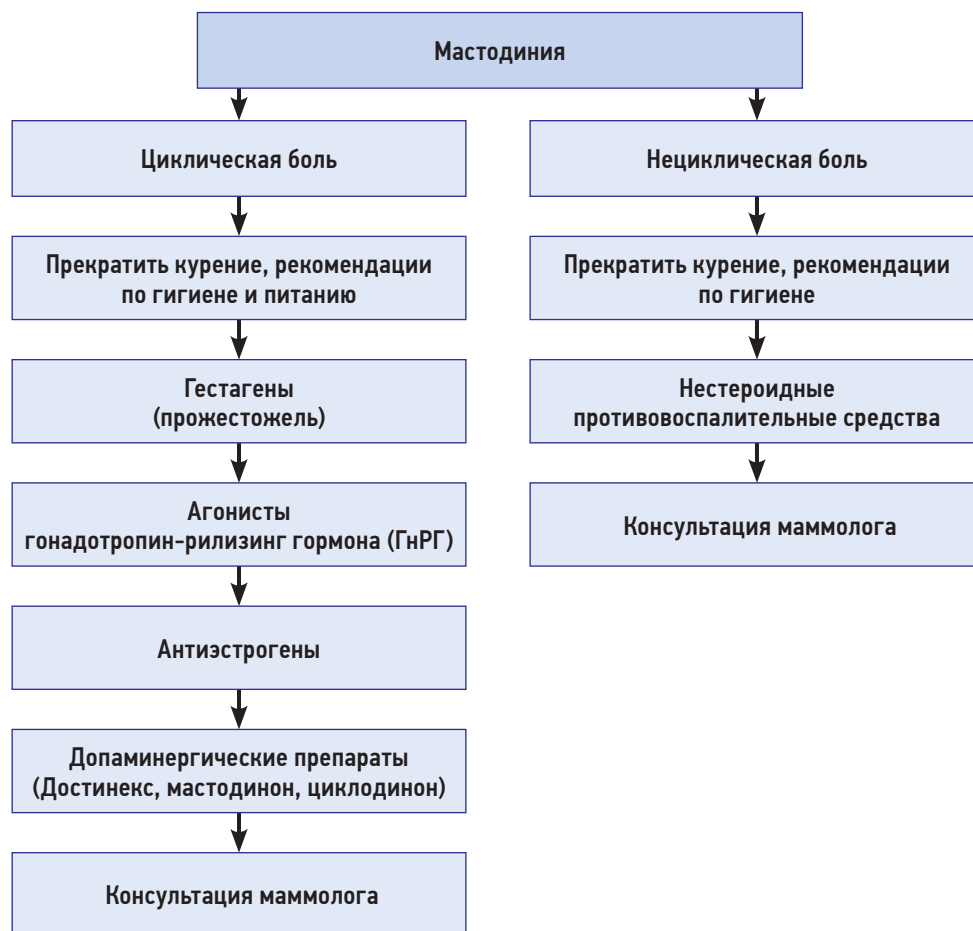 Мастодиния
Циклическая боль
Прекратить курение, рекомендации
по гигиене и питанию
Гестагены
(прожестожель)
Агонисты
гонадотропин-рилизинг гормона (ГнРГ)
Антиэстрогены
Допаминергические препараты
(Достинекс, мастодинон, циклодинон)
Консультация маммолога
Нециклическая боль
Прекратить курение, рекомендации
по гигиене
Нестероидные
противовоспалительные средства
Консультация маммолога